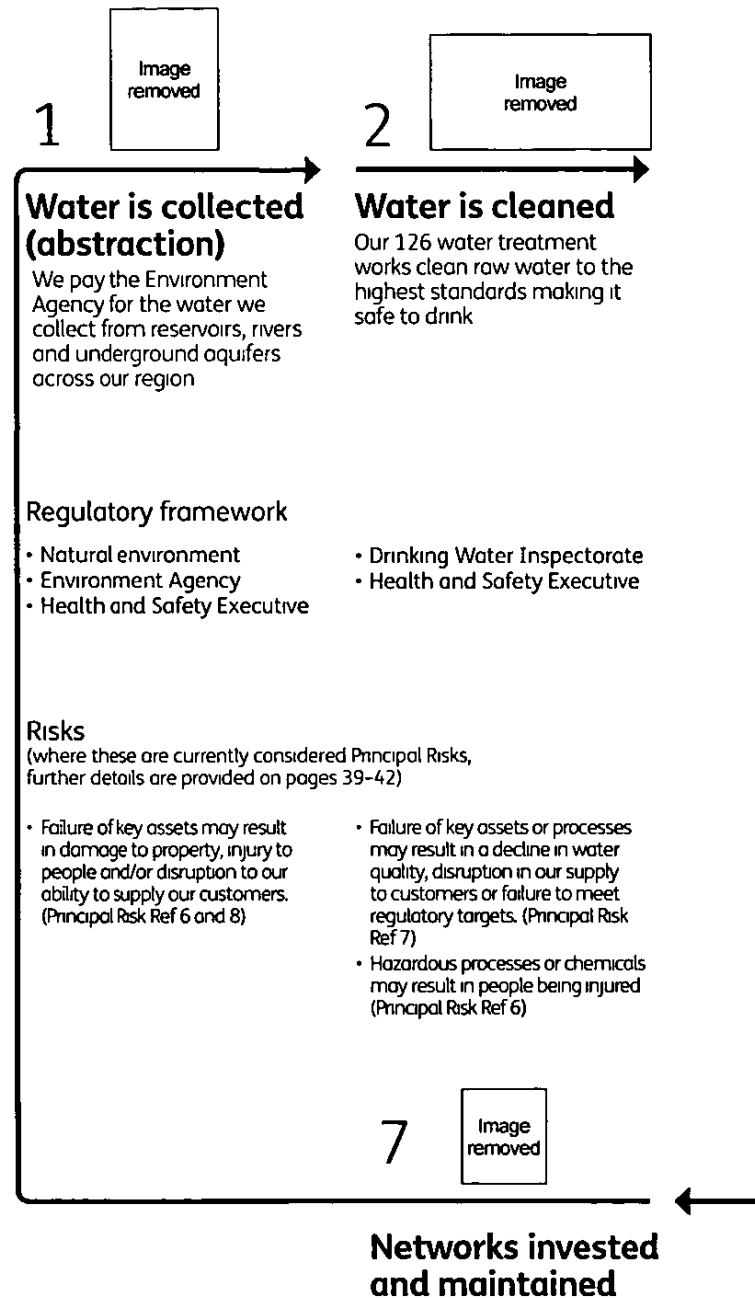 1
Image
removed
Water is collected
(abstraction)
We pay the Environment
Agency for the water we
collect from reservoirs, rivers
and underground aquifers
across our region
2
Image
removed
Water is cleaned
Our 126 water treatment
works clean raw water to the
highest standards making it
safe to drink
Regulatory framework
• Natural environment
• Environment Agency
• Health and Safety Executive
• Drinking Water Inspectorate
• Health and Safety Executive
Risks
(where these are currently considered Principal Risks,
further details are provided on pages 39-42)
• Failure of key assets may result
in damage to property, injury to
people and/or disruption to our
ability to supply our customers.
(Principal Risk Ref 6 and 8)
• Failure of key assets or processes
may result in a decline in water
quality, disruption in our supply
to customers or failure to meet
regulatory targets. (Principal Risk
Ref 7)
• Hazardous processes or chemicals
may result in people being injured
(Principal Risk Ref 6)
7
Image
removed
Networks invested
and maintained